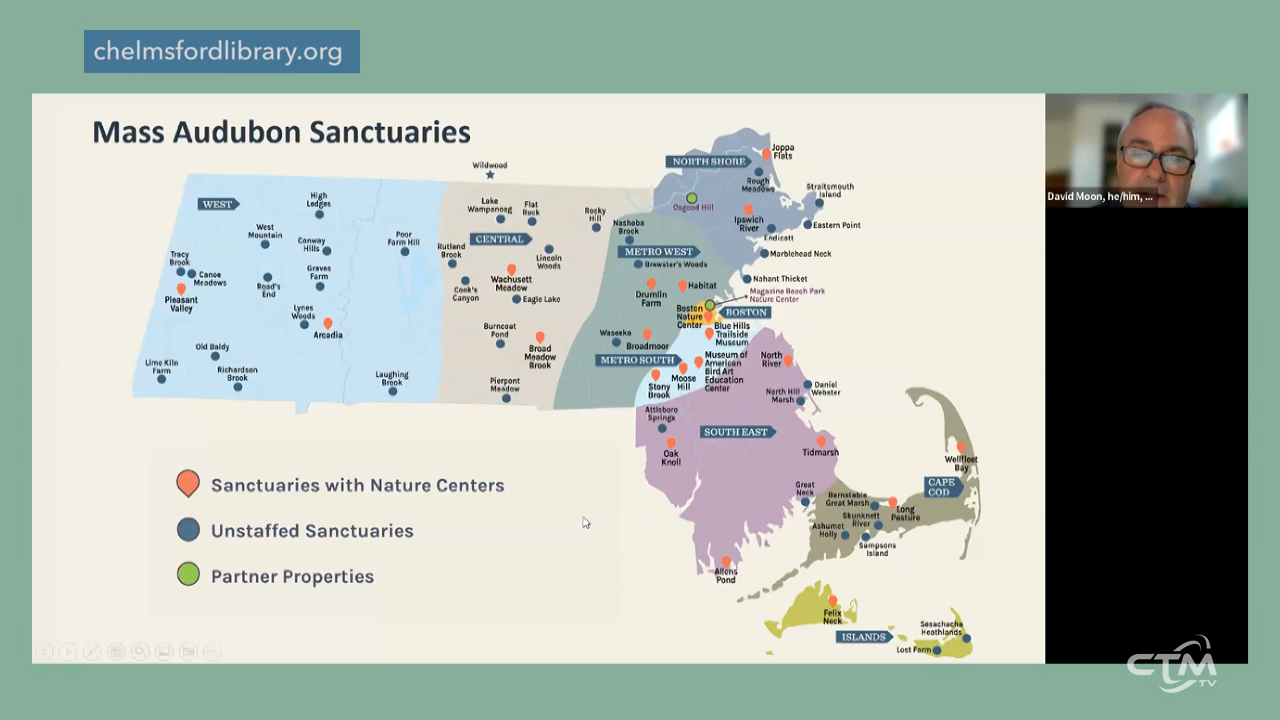 chelmsfordlibrary.org
Mass Audubon Sanctuaries
David Moon, he/him, ...
Wildwood
NORTH SHORE
Joppa
Flats
Rough
Meadows
Straitsmouth
Island
Osgood Hill
Ipswich
River
Eastern Point
Endicott
Marblehead Neck
Nahant Thicket
Magazine Beach Park
Nature Center
WEST
High
Ledges
West
Mountain
Conway
Hills
Poor
Farm Hill
Tracy
Brook
Canoe
Meadows
Road's
End
Graves
Farm
Pleasant
Valley
Lynes
Woods
Arcadia
Old Baldy
Lime Kiln
Farm
Richardson
Brook
Laughing
Brook
Lake
Wampanoag
Flat
Rock
Rocky
Hill
CENTRAL
Rutland
Brook
Lincoln
Woods
Wachusett
Meadow
Cook's
Canyon
Eagle Lake
Burncoat
Pond
Broad
Meadow
Brook
Pierpont
Meadow
Nashoba
Brook
METRO WEST
Brewster's Woods
Drumlin
Farm
Habitat
Boston
Nature
Center
BOSTON
Waseeka
Broadmoor
Blue Hills
Trailside
Museum
METRO SOUTH
Museum of
American
Bird Art
Education
Center
Moose
Hill
Stony
Brook
North
River
Daniel
Webster
North Hill
Marsh
Attleboro
Springs
SOUTH EAST
Oak
Knoll
Tidmarsh
Wellfleet
Bay
CAPE
COD
Great
Neck
Barnstable
Great Marsh
Long
Pasture
Skunknett
River
Ashumet
Holly
Sampsons
Island
Allens
Pond
Felix
Neck
ISLANDS
Sesachacha
Heathlands
Lost Farm
Sanctuaries with Nature Centers
Unstaffed Sanctuaries
Partner Properties
CTM
TV